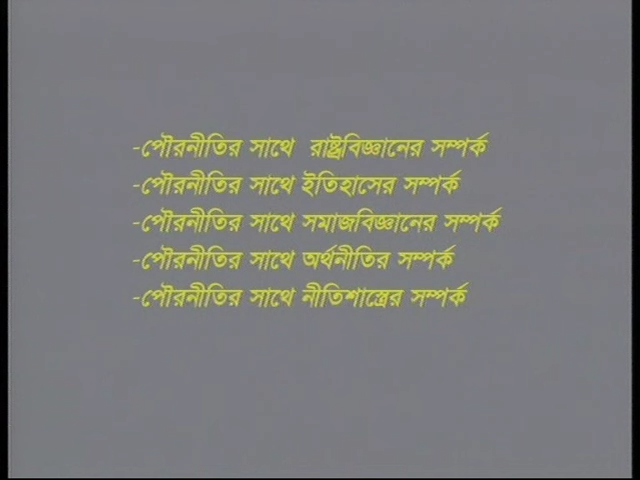 -পৌরনীতির সাথে রাষ্ট্রবিজ্ঞানের সম্পর্ক
-পৌরনীতির সাথে ইতিহাসের সম্পর্ক
-পৌরনীতির সাথে সমাজবিজ্ঞানের সম্পর্ক
-পৌরনীতির সাথে অর্থনীতির সম্পর্ক
-পৌরনীতির সাথে নীতিশাস্ত্রের সম্পর্ক